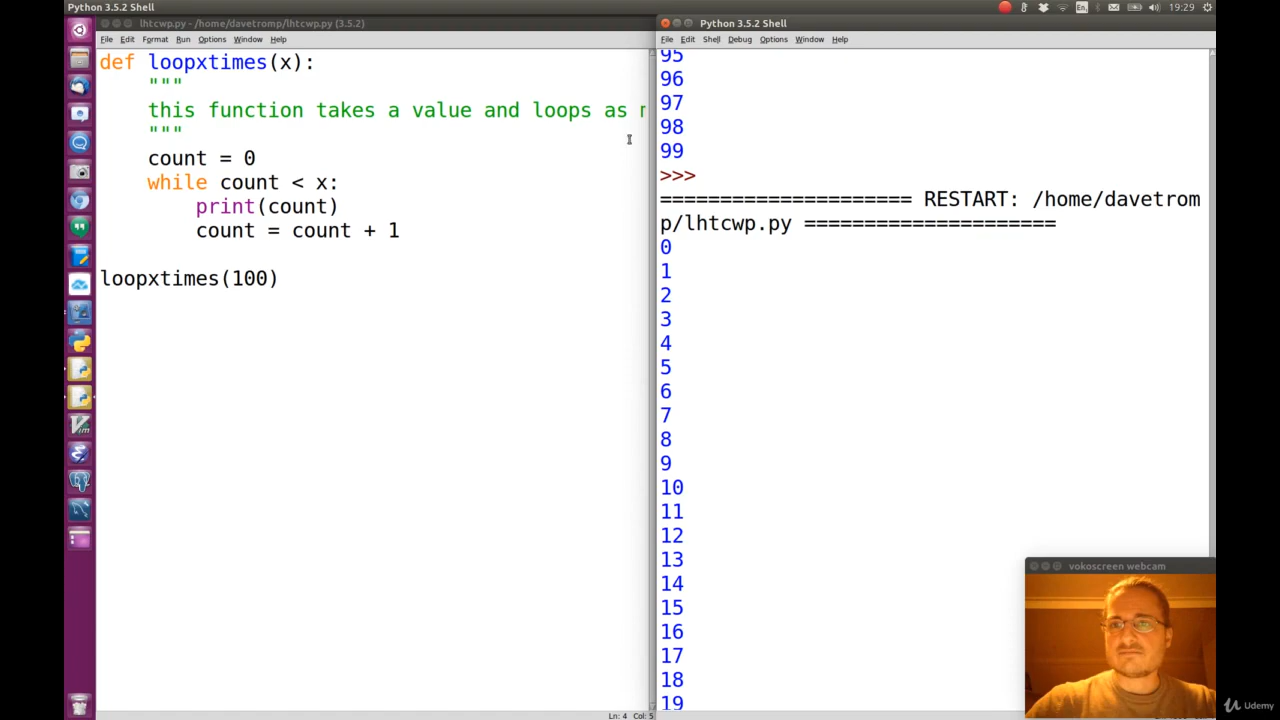 Python 3.5.2 Shell
En
19:29
lhtcwp.py - /home/davetromp/lhtcwp.py (3.5.2)
File Edit Format Run Options Window Help
def loopxtimes(x):
"""
this function takes a value and loops as
"""
count = 0
while count < x:
print(count)
count = count + 1
loopxtimes(100)
Ln: 4 Col: 5
Python 3.5.2 Shell
File Edit Shell Debug Options Window Help
95
96
97
98
99
>>>
===================== RESTART: /home/davetrom
p/lhtcwp.py =====================
0
1
2
3
4
5
6
7
8
9
10
11
12
13
14
15
16
17
18
19
vokoscreen webcam
Udemy